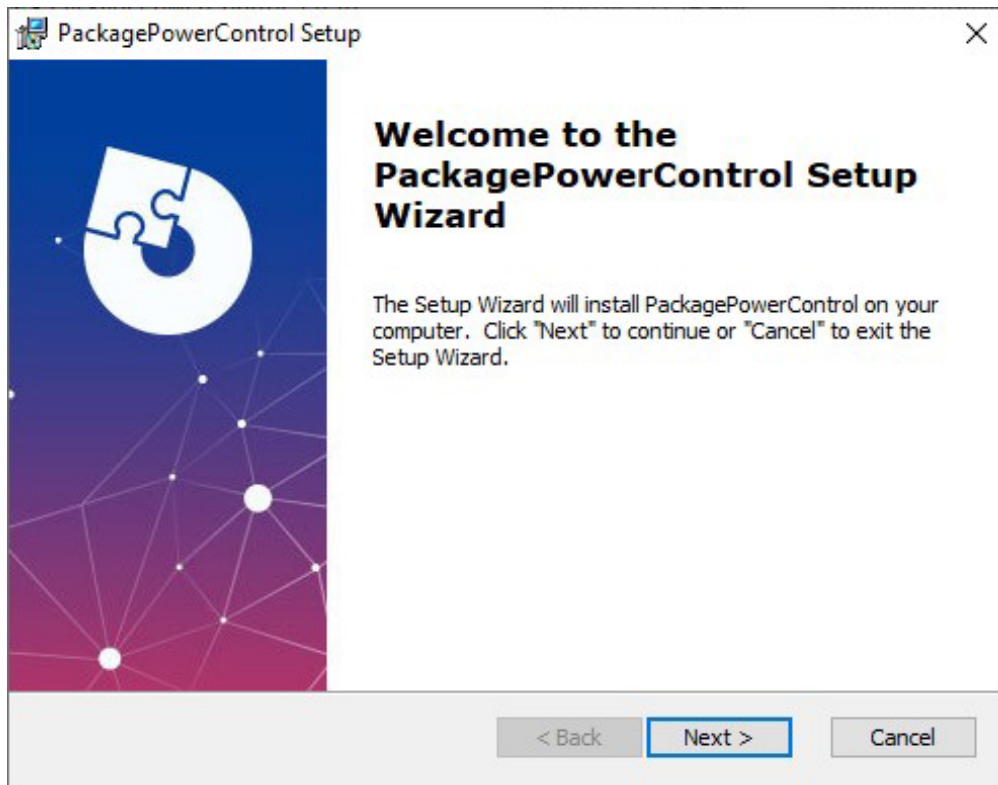 PackagePowerControl Setup
Welcome to the
PackagePowerControl Setup
Wizard
The Setup Wizard will install PackagePowerControl on your
computer.  Click "Next" to continue or "Cancel" to exit the
Setup Wizard.
< Back
Next >
Cancel